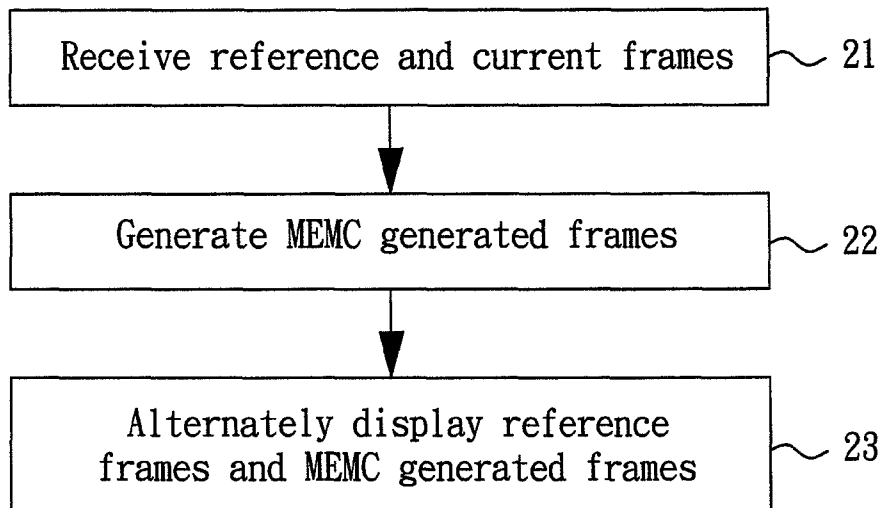 Receive reference and current frames 21
Generate MEMC generated frames 22
Alternately display reference
frames and MEMC generated frames 23